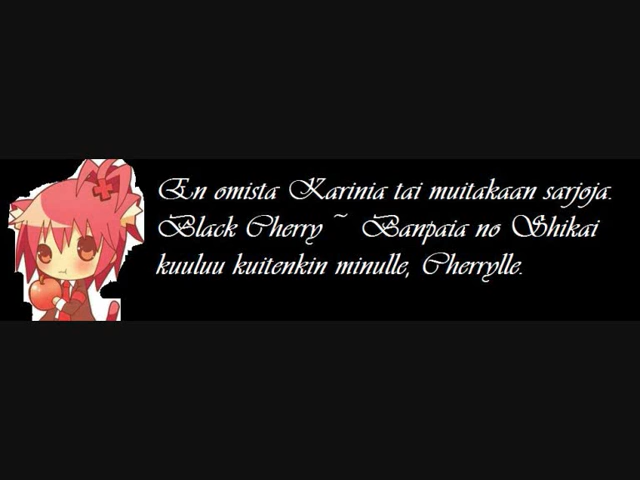 En omista Karinia tai muitakaan sarjoja.
Black Cherry ~ Banpaia no Shikai
kuuluu kuitenkin minulle, Cherrylle.